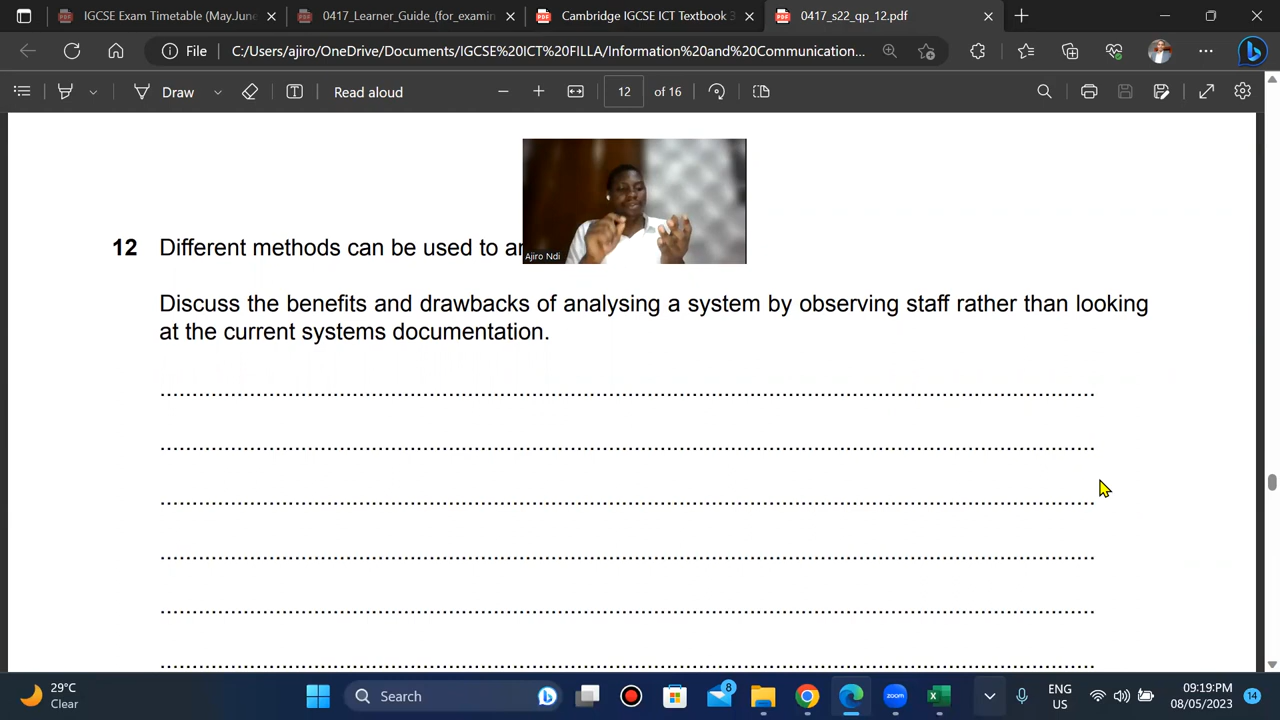 IGCSE Exam Timetable (May.June
0417_Learner_Guide_(for_examin
Cambridge IGCSE ICT Textbook 3
0417_s22_qp_12.pdf
File
C:/Users/ajiro/OneDrive/Documents/IGCSE%20ICT%20FILLA/Information%20and%20Communication...
Draw
Read aloud
12
of 16
Ajiro Ndi
12 Different methods can be used to
Discuss the benefits and drawbacks of analysing a system by observing staff rather than looking
at the current systems documentation.
29°C
Clear
Search
8
ENG
US
09:19:PM
08/05/2023
14